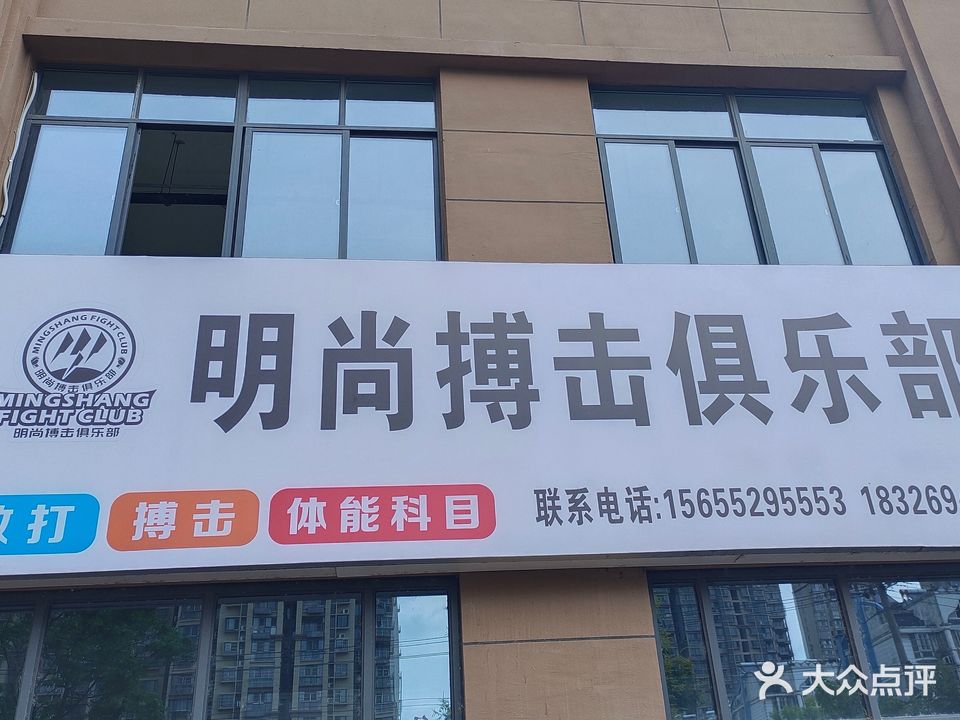 MINGSHANG FIGHT CLUB
明尚搏击俱乐部
MINGSHANG
FIGHT CLUB
明尚搏击俱乐部
明尚搏击俱乐部
散打 搏击 体能科目
联系电话:15655295553 183269
大众点评